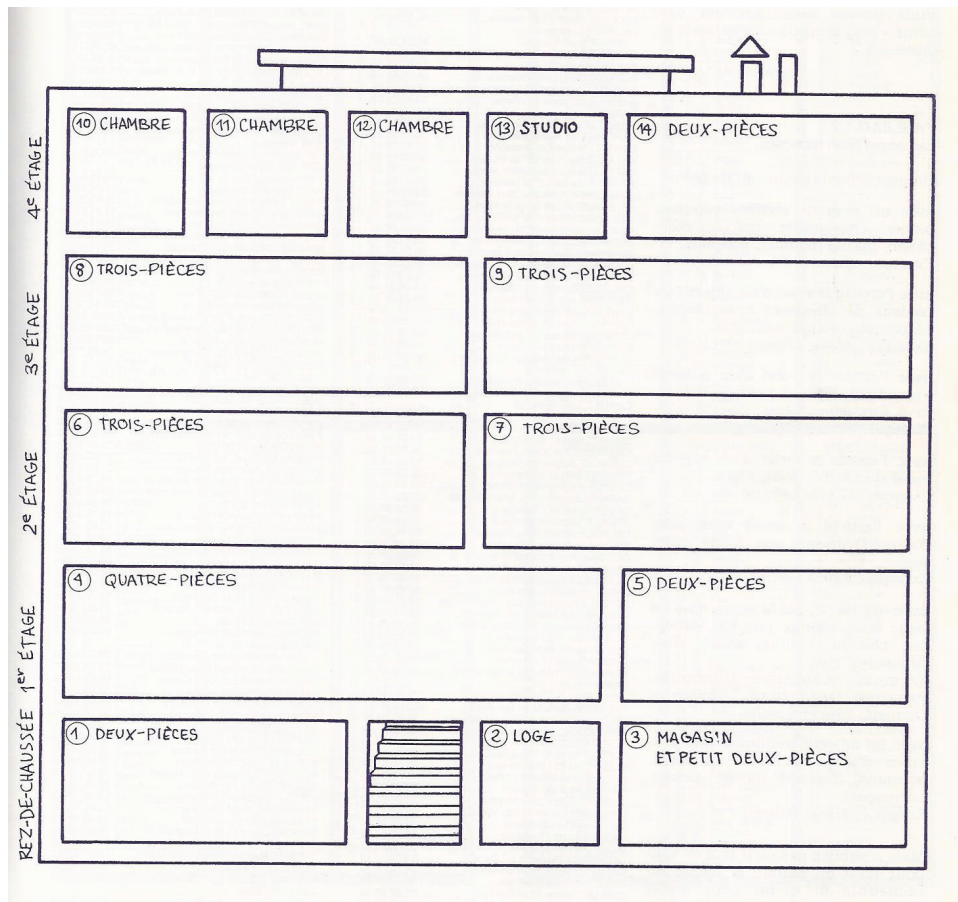 4e ÉTAGE
10 CHAMBRE
11 CHAMBRE
12 CHAMBRE
13 STUDIO
14 DEUX-PIÈCES
3e ÉTAGE
8 TROIS-PIÈCES
9 TROIS-PIÈCES
2e ÉTAGE
6 TROIS-PIÈCES
7 TROIS-PIÈCES
1er ÉTAGE
4 QUATRE-PIÈCES
5 DEUX-PIÈCES
REZ-DE-CHAUSSÉE
1 DEUX-PIÈCES
2 LOGE
3 MAGASIN
ET PETIT DEUX-PIÈCES